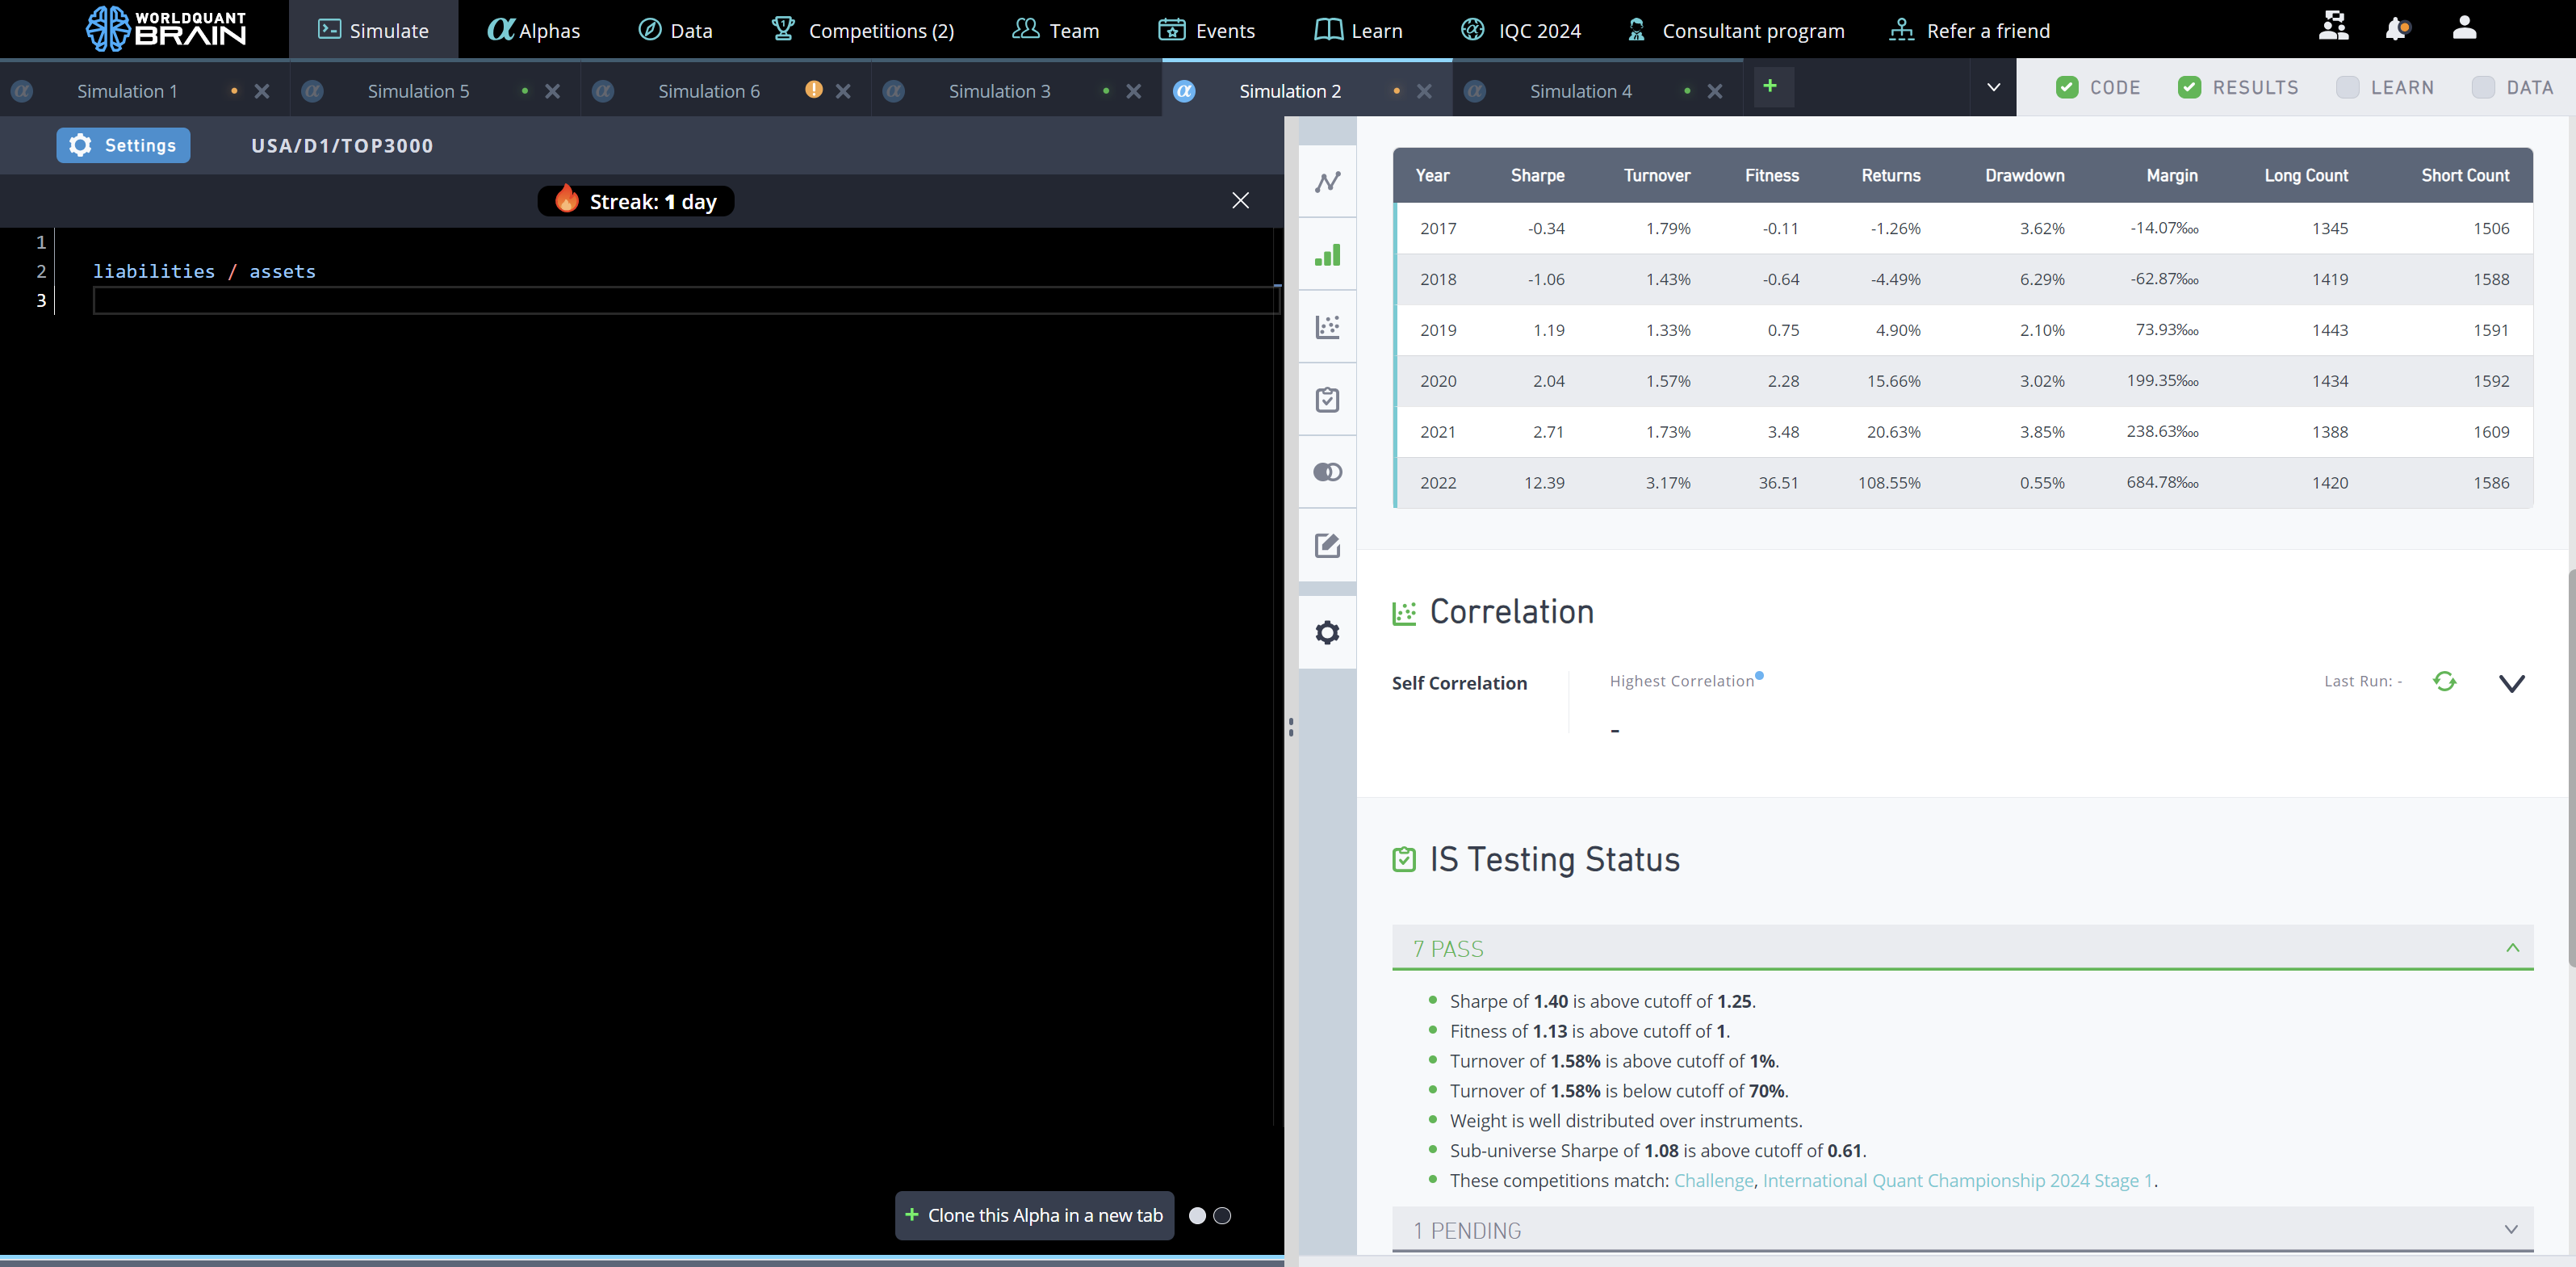 WORLDQUANT
BRAIN
Simulate
Alphas
Data
Competitions (2)
Team
Events
Learn
IQC 2024
Consultant program
Refer a friend
Simulation 1
Simulation 5
Simulation 6
Simulation 3
Simulation 2
Simulation 4
+
CODE
RESULTS
LEARN
DATA
Settings
USA/D1/TOP3000
Streak: 1 day
1
2 liabilities / assets
3
+ Clone this Alpha in a new tab
Year Sharpe Turnover Fitness Returns Drawdown Margin Long Count Short Count
2017 -0.34 1.79% -0.11 -1.26% 3.62% -14.07‱ 1345 1506
2018 -1.06 1.43% -0.64 -4.49% 6.29% -62.87‱ 1419 1588
2019 1.19 1.33% 0.75 4.90% 2.10% 73.93‱ 1443 1591
2020 2.04 1.57% 2.28 15.66% 3.02% 199.35‱ 1434 1592
2021 2.71 1.73% 3.48 20.63% 3.85% 238.63‱ 1388 1609
2022 12.39 3.17% 36.51 108.55% 0.55% 684.78‱ 1420 1586
Correlation
Self Correlation
Highest Correlation
-
Last Run: -
IS Testing Status
7 PASS
Sharpe of 1.40 is above cutoff of 1.25.
Fitness of 1.13 is above cutoff of 1.
Turnover of 1.58% is above cutoff of 1%.
Turnover of 1.58% is below cutoff of 70%.
Weight is well distributed over instruments.
Sub-universe Sharpe of 1.08 is above cutoff of 0.61.
These competitions match: Challenge, International Quant Championship 2024 Stage 1.
1 PENDING